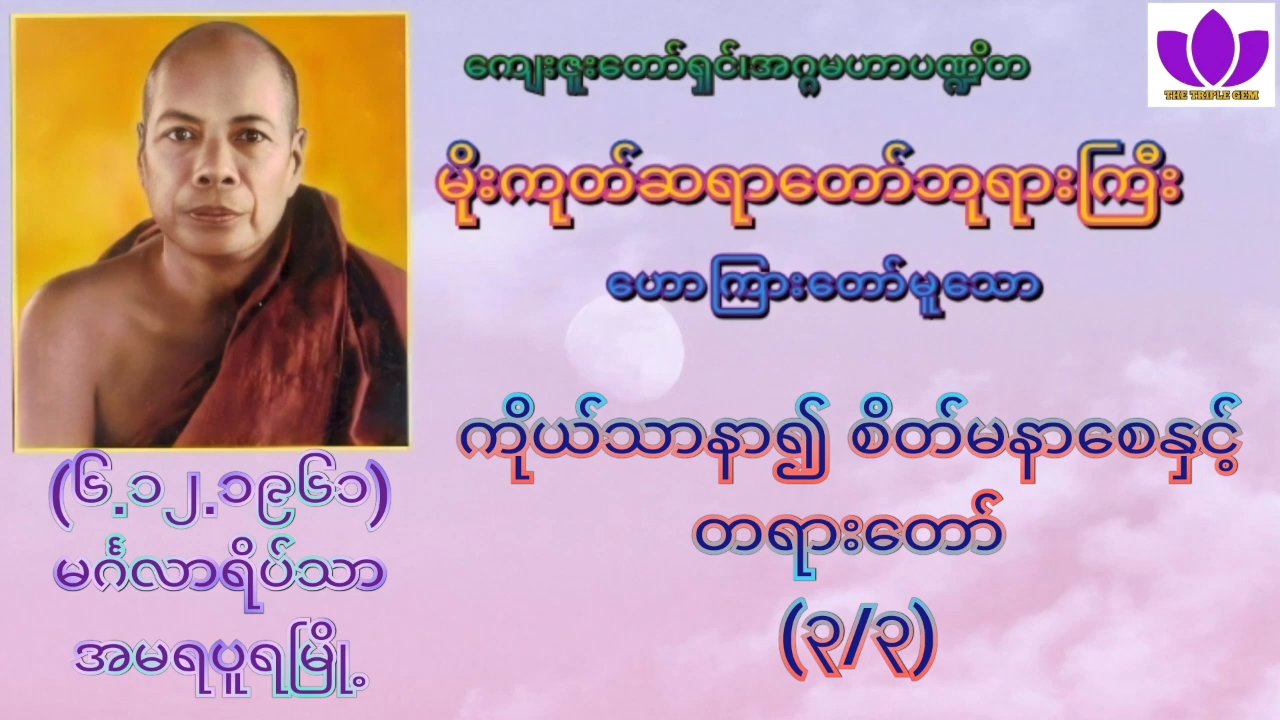 ကျေးဇူးတော်ရှင်၊အဂ္ဂမဟာပဏ္ဍိတ
မိုးကုတ်ဆရာတော်ဘုရားကြီး
ဟောကြားတော်မူသော
ကိုယ်သာနာ၍ စိတ်မနာစေနှင့်
တရားတော်
(၃/၃)
(၆.၁၂.၁၉၆၁)
မင်္ဂလာရိပ်သာ
အမရပူရမြို့
THE TRIPLE GEM